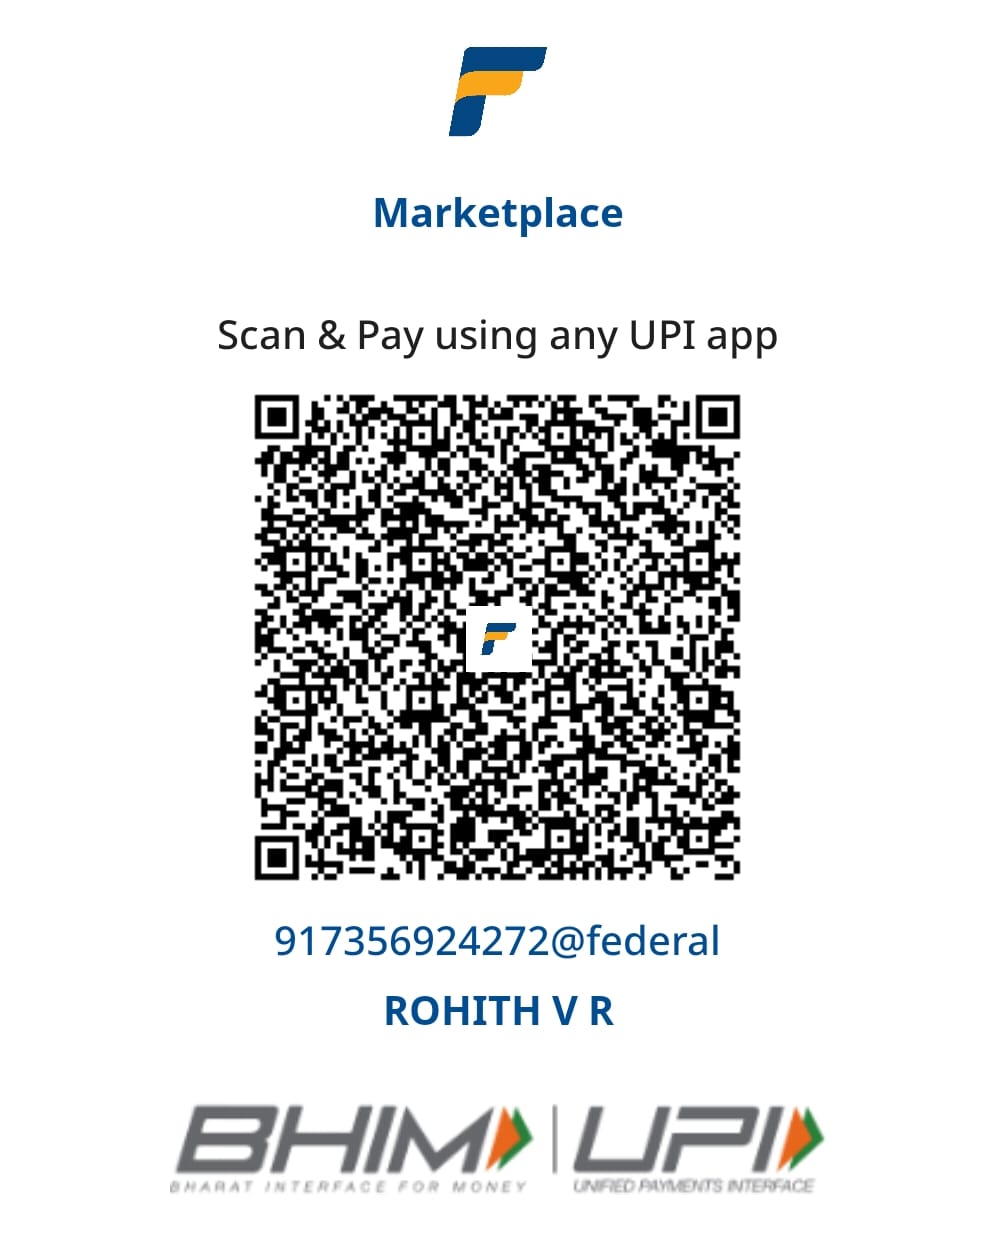 Marketplace
Scan & Pay using any UPI app
917356924272@federal
ROHITH V R
BHIM UPI
BHARAT INTERFACE FOR MONEY UNIFIED PAYMENTS INTERFACE